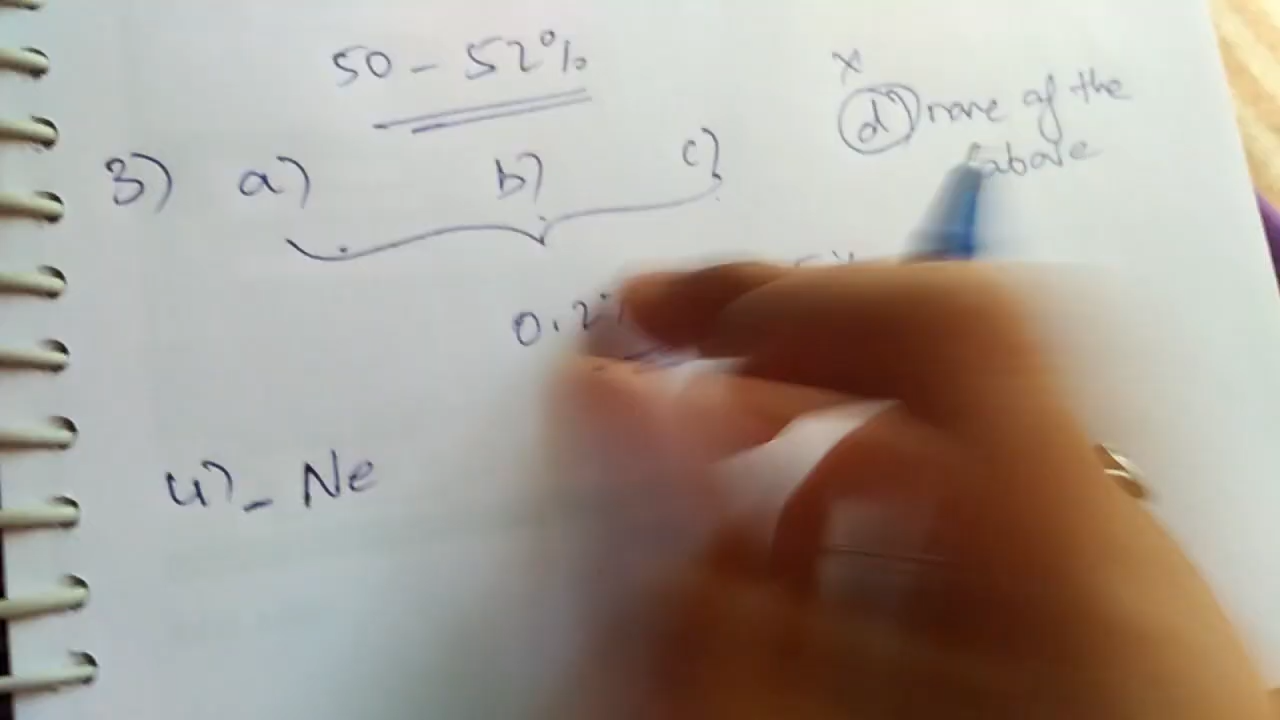 50 - 52%
x
3) a) b) c) d) none of the
above
0.2%
4) - Ne